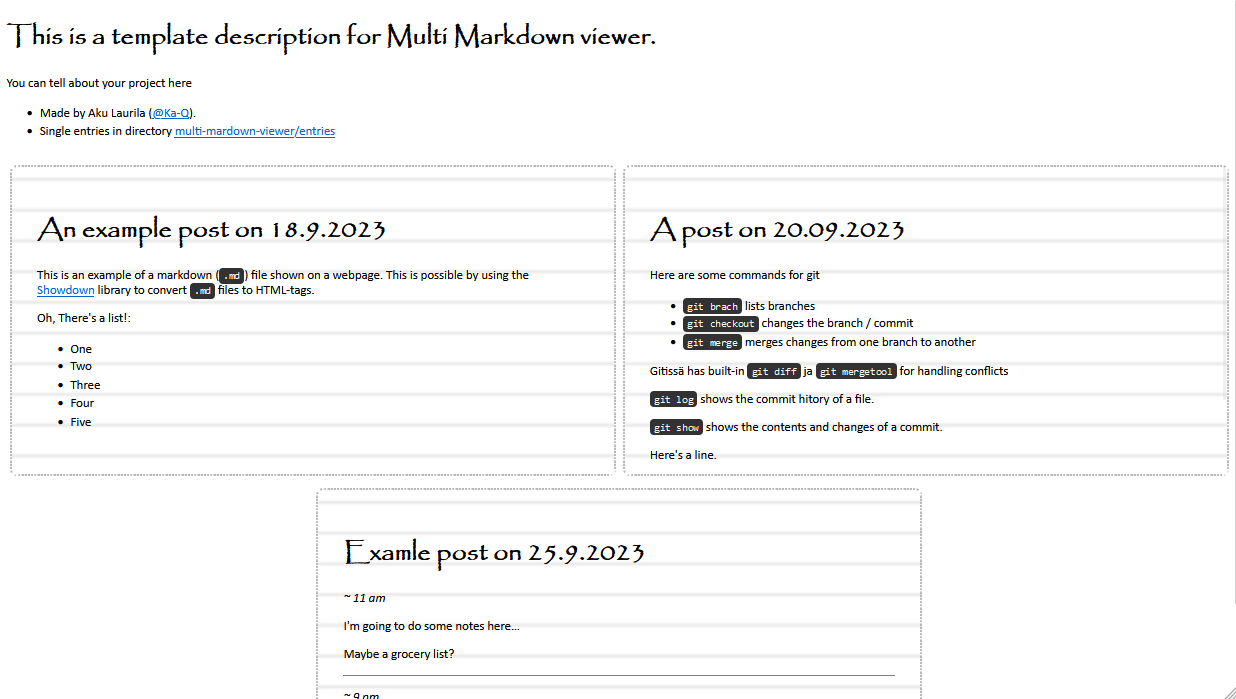 This is a template description for Multi Markdown viewer.
You can tell about your project here
Made by Aku Laurila (@Ka-Q).
Single entries in directory multi-mardown-viewer/entries
An example post on 18.9.2023
This is an example of a markdown ( .md ) file shown on a webpage. This is possible by using the
Showdown library to convert .md files to HTML-tags.
Oh, There's a list!:
One
Two
Three
Four
Five
A post on 20.09.2023
Here are some commands for git
git brach lists branches
git checkout changes the branch / commit
git merge merges changes from one branch to another
Gitissä has built-in git diff ja git mergetool for handling conflicts
git log shows the commit hitory of a file.
git show shows the contents and changes of a commit.
Here's a line.
Examle post on 25.9.2023
~ 11 am
I'm going to do some notes here...
Maybe a grocery list?
~ 9 pm